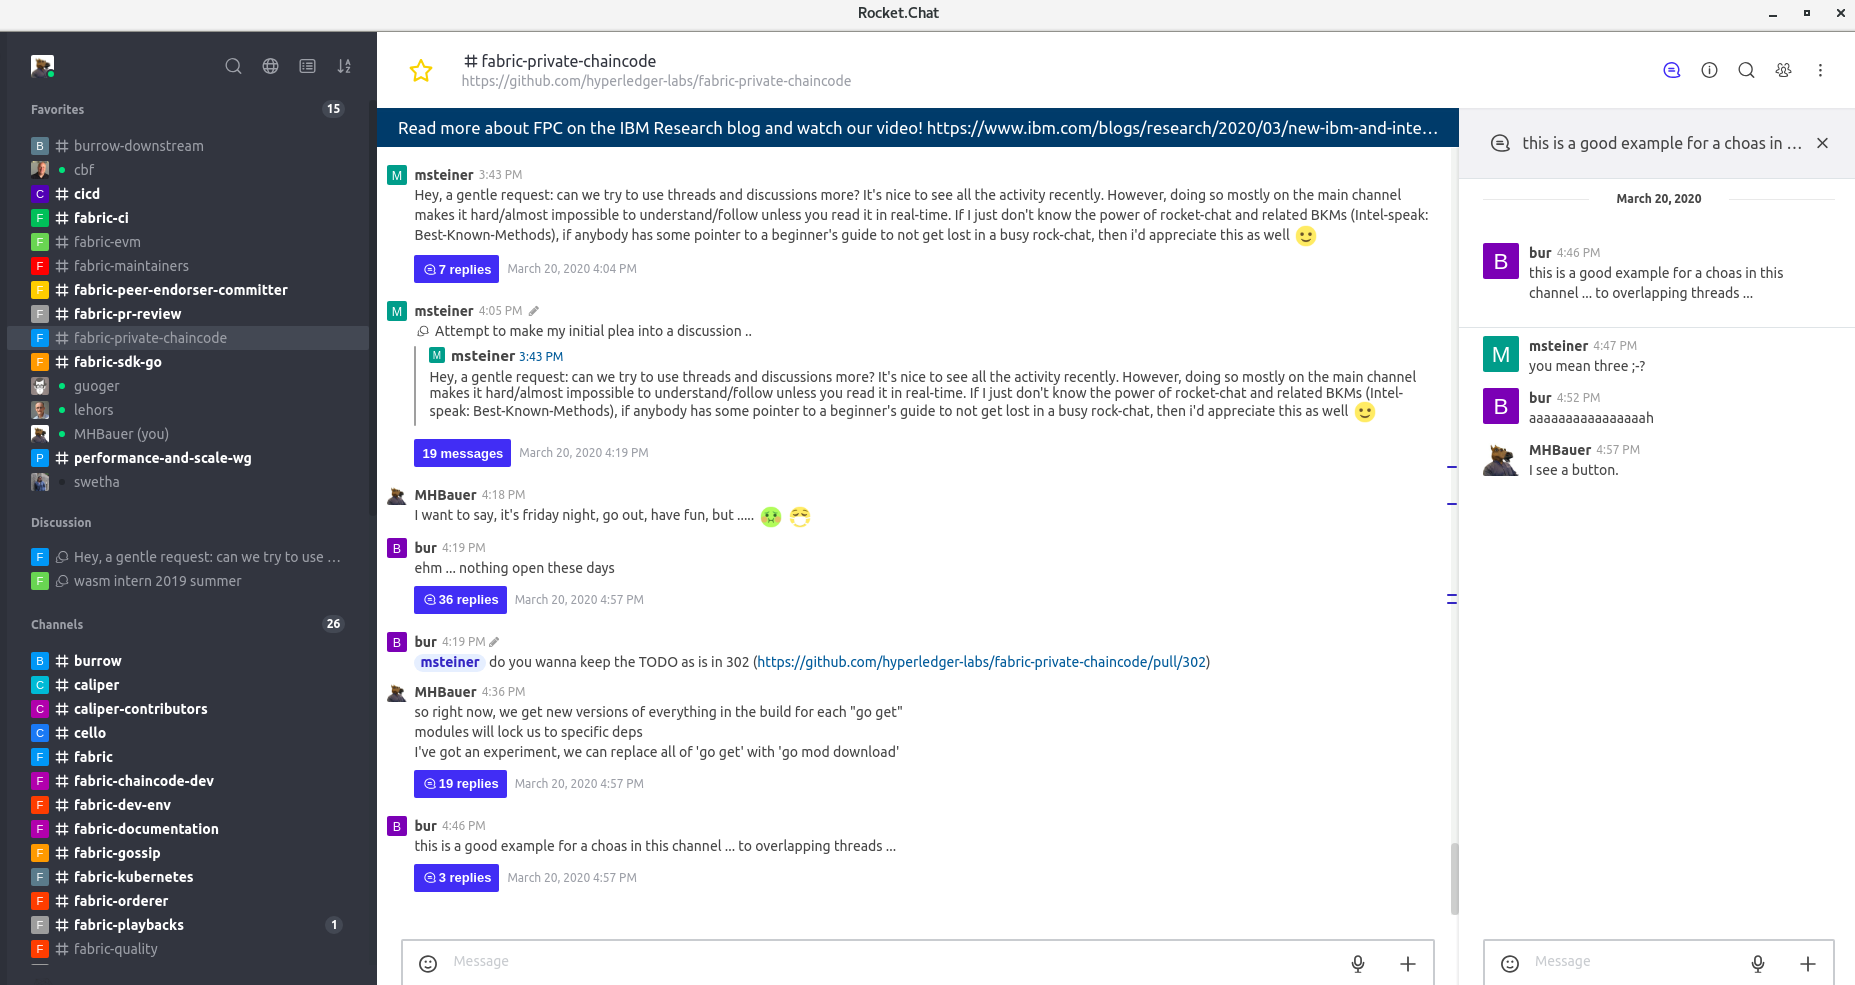 Rocket.Chat
Favorites 15
B burrow-downstream
cbf
C cicd
F fabric-ci
F fabric-evm
F fabric-maintainers
F fabric-peer-endorser-committer
F fabric-pr-review
F fabric-private-chaincode
F fabric-sdk-go
guoger
lehors
MHBauer (you)
P performance-and-scale-wg
swetha
Discussion
F Hey, a gentle request: can we try to use ...
F wasm intern 2019 summer
Channels 26
B burrow
C caliper
C caliper-contributors
C cello
F fabric
F fabric-chaincode-dev
F fabric-dev-env
F fabric-documentation
F fabric-gossip
F fabric-kubernetes
F fabric-orderer
F fabric-playbacks 1
F fabric-quality
# fabric-private-chaincode
https://github.com/hyperledger-labs/fabric-private-chaincode
Read more about FPC on the IBM Research blog and watch our video! https://www.ibm.com/blogs/research/2020/03/new-ibm-and-inte...
M msteiner 3:43 PM
Hey, a gentle request: can we try to use threads and discussions more? It's nice to see all the activity recently. However, doing so mostly on the main channel
makes it hard/almost impossible to understand/follow unless you read it in real-time. If I just don't know the power of rocket-chat and related BKMs (Intel-speak:
Best-Known-Methods), if anybody has some pointer to a beginner's guide to not get lost in a busy rock-chat, then i'd appreciate this as well 🙂
7 replies March 20, 2020 4:04 PM
M msteiner 4:05 PM
Attempt to make my initial plea into a discussion ..
M msteiner 3:43 PM
Hey, a gentle request: can we try to use threads and discussions more? It's nice to see all the activity recently. However, doing so mostly on the main channel
makes it hard/almost impossible to understand/follow unless you read it in real-time. If I just don't know the power of rocket-chat and related BKMs (Intel-
speak: Best-Known-Methods), if anybody has some pointer to a beginner's guide to not get lost in a busy rock-chat, then i'd appreciate this as well 🙂
19 messages March 20, 2020 4:19 PM
MHBauer 4:18 PM
I want to say, it's friday night, go out, have fun, but ..... 🤢 😷
B bur 4:19 PM
ehm ... nothing open these days
36 replies March 20, 2020 4:57 PM
B bur 4:19 PM
msteiner do you wanna keep the TODO as is in 302 (https://github.com/hyperledger-labs/fabric-private-chaincode/pull/302)
MHBauer 4:36 PM
so right now, we get new versions of everything in the build for each "go get"
modules will lock us to specific deps
I've got an experiment, we can replace all of 'go get' with 'go mod download'
19 replies March 20, 2020 4:57 PM
B bur 4:46 PM
this is a good example for a choas in this channel ... to overlapping threads ...
3 replies March 20, 2020 4:57 PM
Message
this is a good example for a choas in ...
March 20, 2020
B bur 4:46 PM
this is a good example for a choas in this
channel ... to overlapping threads ...
M msteiner 4:47 PM
you mean three ;-?
B bur 4:52 PM
aaaaaaaaaaaaaaaah
MHBauer 4:57 PM
I see a button.
Message